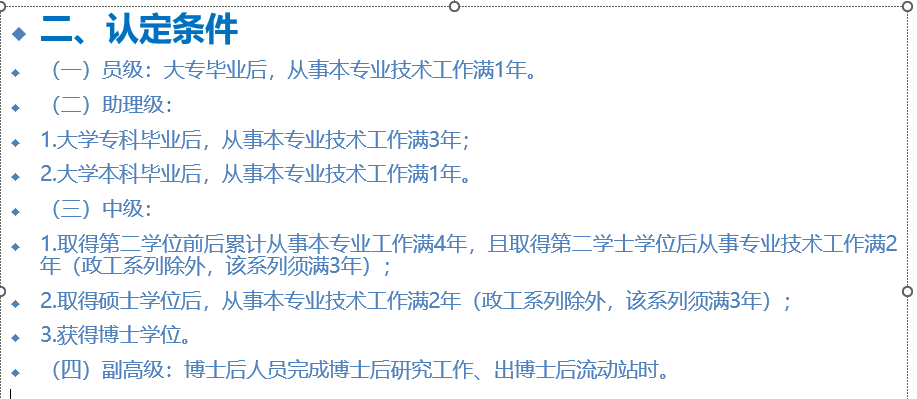 二、认定条件
（一）员级：大专毕业后，从事本专业技术工作满1年。
（二）助理级：
1.大学专科毕业后，从事本专业技术工作满3年；
2.大学本科毕业后，从事本专业技术工作满1年。
（三）中级：
1.取得第二学位前后累计从事本专业工作满4年，且取得第二学士学位后从事专业技术工作满2
年（政工系列除外，该系列须满3年）；
2.取得硕士学位后，从事本专业技术工作满2年（政工系列除外，该系列须满3年）；
3.获得博士学位。
（四）副高级：博士后人员完成博士后研究工作、出博士后流动站时。